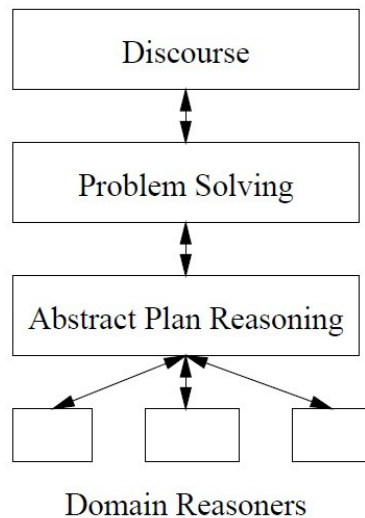 Discourse
Problem Solving
Abstract Plan Reasoning
Domain Reasoners